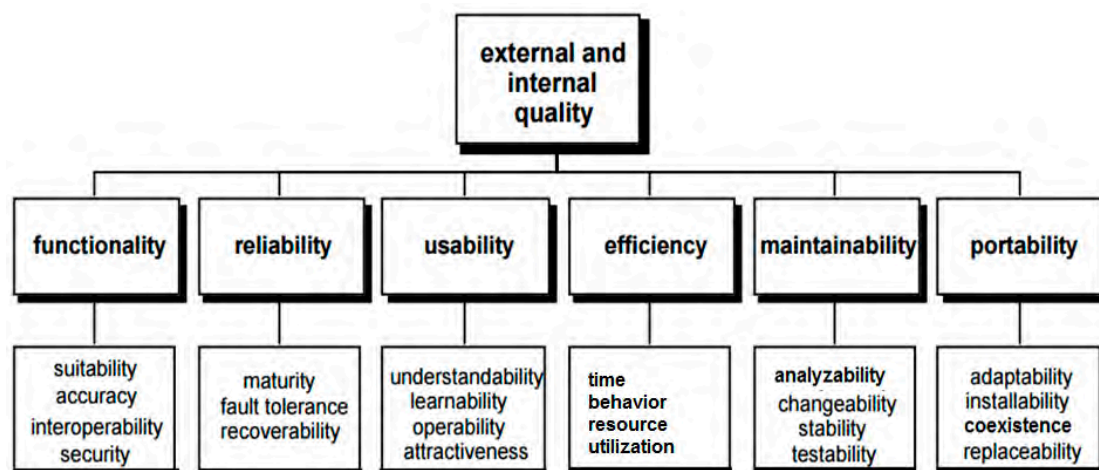 external and
internal
quality
functionality
reliability
usability
efficiency
maintainability
portability
suitability
accuracy
interoperability
security
maturity
fault tolerance
recoverability
understandability
learnability
operability
attractiveness
time
behavior
resource
utilization
analyzability
changeability
stability
testability
adaptability
installability
coexistence
replaceability